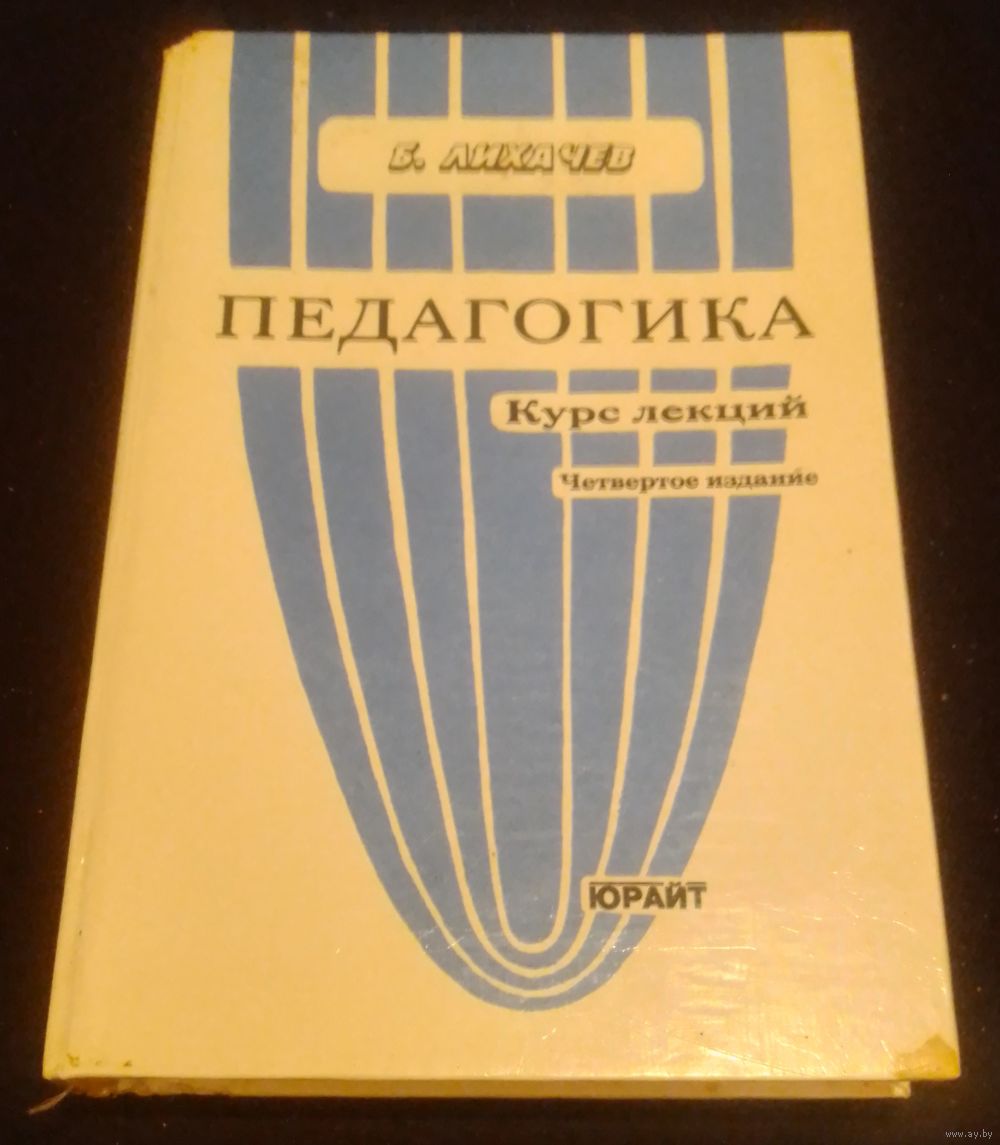 Б. ЛИХАЧЕВ
ПЕДАГОГИКА
Курс лекций
Четвертое издание
ЮРАЙТ
www.ay.by